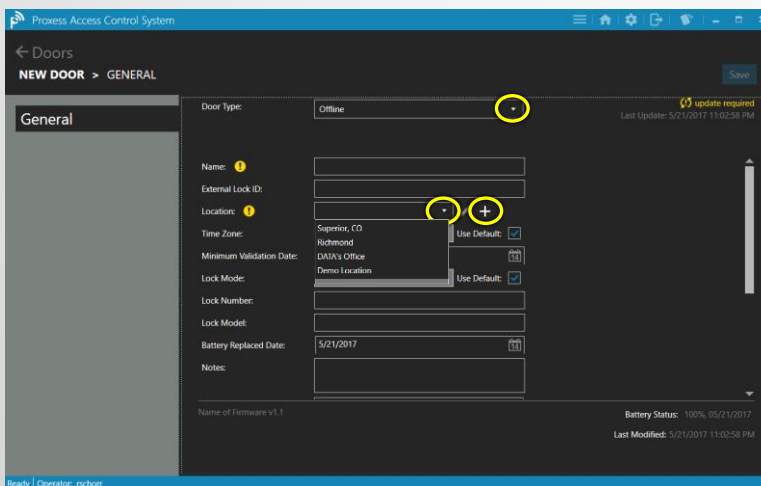 Proxess Access Control System
Doors
NEW DOOR > GENERAL
Save
General
Door Type: Offline
update required
Last Update: 5/21/2017 11:02:58 PM
Name: !
External Lock ID:
Location: !
Superior, CO
Time Zone: Use Default:
Richmond
Minimum Validation Date: DATA's Office 14
Demo Location
Lock Mode: Use Default:
Lock Number:
Lock Model:
Battery Replaced Date: 5/21/2017 14
Notes:
Name of Firmware v1.1
Battery Status: 100%, 05/21/2017
Last Modified: 5/21/2017 11:02:58 PM
Ready Operator: rschorr